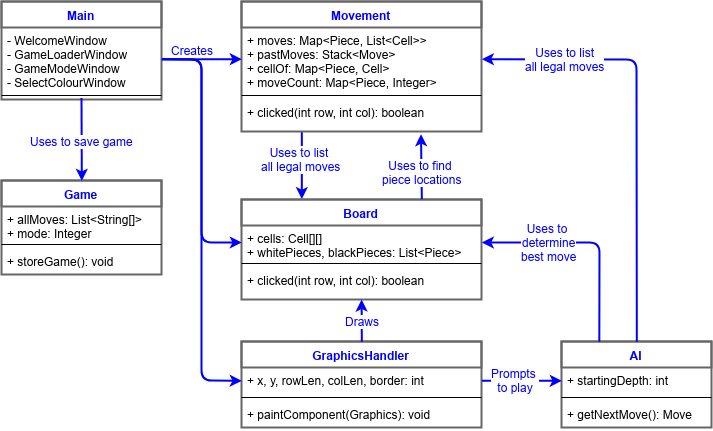 Main
- WelcomeWindow
- GameLoaderWindow
- GameModeWindow
- SelectColourWindow
Creates
Movement
+ moves: Map<Piece, List<Cell>>
+ pastMoves: Stack<Move>
+ cellOf: Map<Piece, Cell>
+ moveCount: Map<Piece, Integer>
+ clicked(int row, int col): boolean
Uses to list
all legal moves
Uses to save game
Uses to list
all legal moves
Uses to find
piece locations
Game
+ allMoves: List<String[]>
+ mode: Integer
+ storeGame(): void
Board
+ cells: Cell[][]
+ whitePieces, blackPieces: List<Piece>
+ clicked(int row, int col): boolean
Uses to
determine
best move
Draws
GraphicsHandler
+ x, y, rowLen, colLen, border: int
+ paintComponent(Graphics): void
Prompts
to play
AI
+ startingDepth: int
+ getNextMove(): Move